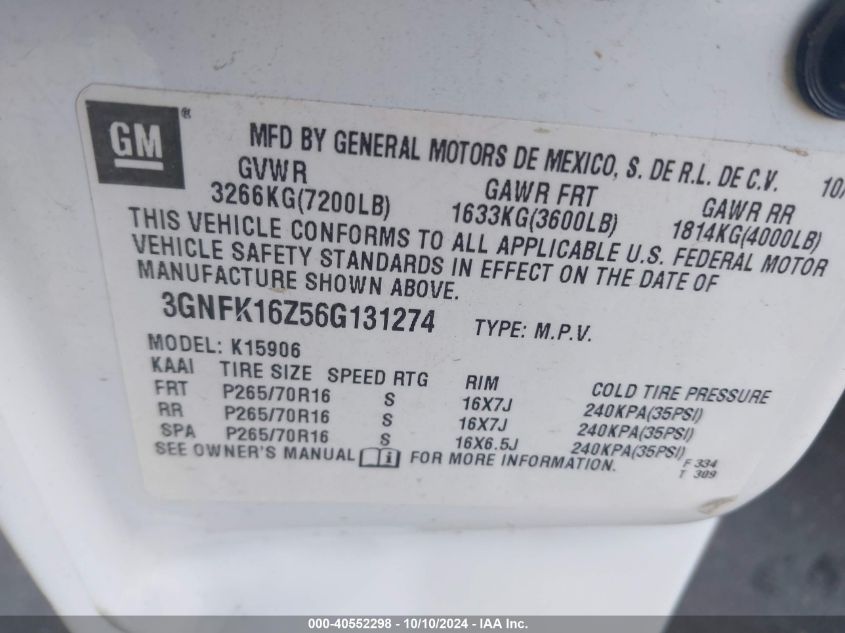 GM ®
MFD BY GENERAL MOTORS DE MEXICO, S. DE R.L. DE C.V. 10/
GVWR GAWR FRT GAWR RR
3266KG(7200LB) 1633KG(3600LB) 1814KG(4000LB)
THIS VEHICLE CONFORMS TO ALL APPLICABLE U.S. FEDERAL MOTOR
VEHICLE SAFETY STANDARDS IN EFFECT ON THE DATE OF
MANUFACTURE SHOWN ABOVE.
3GNFK16Z56G131274 TYPE: M.P.V.
MODEL: K15906
KAAI TIRE SIZE SPEED RTG RIM COLD TIRE PRESSURE
FRT P265/70R16 S 16X7J 240KPA(35PSI)
RR P265/70R16 S 16X7J 240KPA(35PSI)
SPA P265/70R16 S 16X6.5J 240KPA(35PSI)
SEE OWNER'S MANUAL i FOR MORE INFORMATION. F 334
T 309
000-40552298 - 10/10/2024 - IAA Inc.